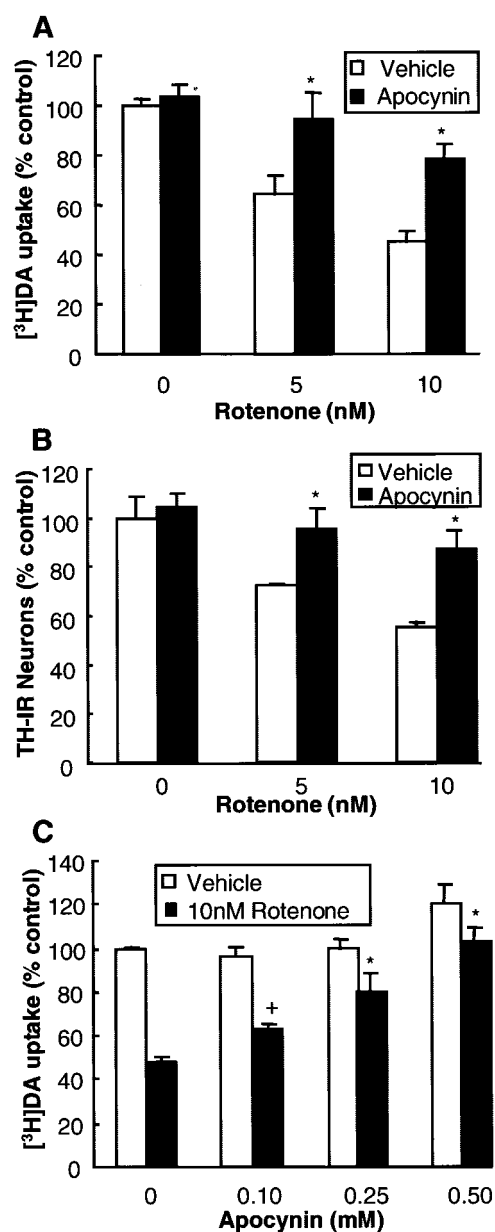 A
120
100
80
60
40
20
0
[³H]DA uptake (% control)
Vehicle
Apocynin
*
*
0 5 10
Rotenone (nM)
B
120
100
80
60
40
20
0
TH-IR Neurons (% control)
Vehicle
Apocynin
*
*
0 5 10
Rotenone (nM)
C
140
120
100
80
60
40
20
0
[³H]DA uptake (% control)
Vehicle
10nM Rotenone
+
*
*
0 0.10 0.25 0.50
Apocynin (mM)